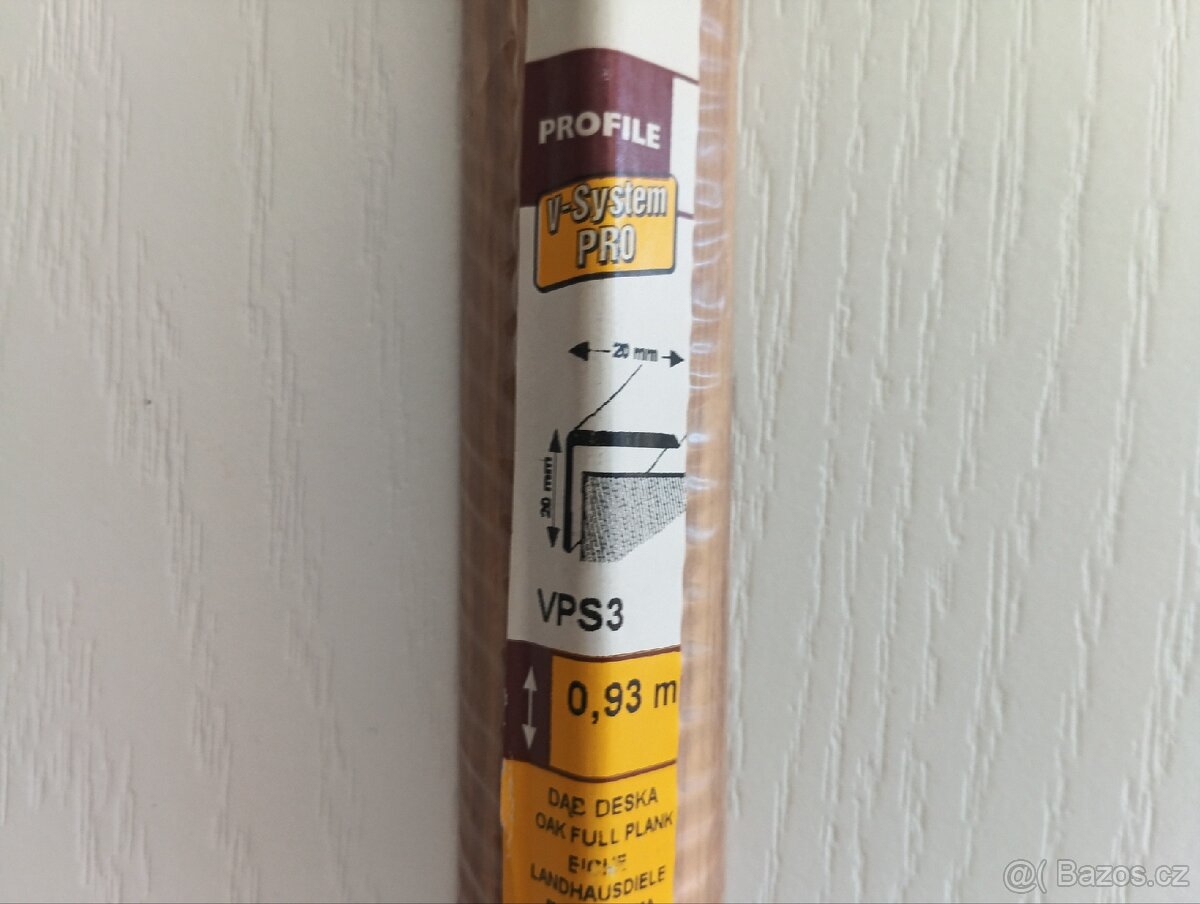 PROFILE
V-System
PRO
20 mm
20 mm
VPS3
0,93 m
DĄB DESKA
OAK FULL PLANK
EICHE
LANDHAUSDIELE
@( Bazos.cz